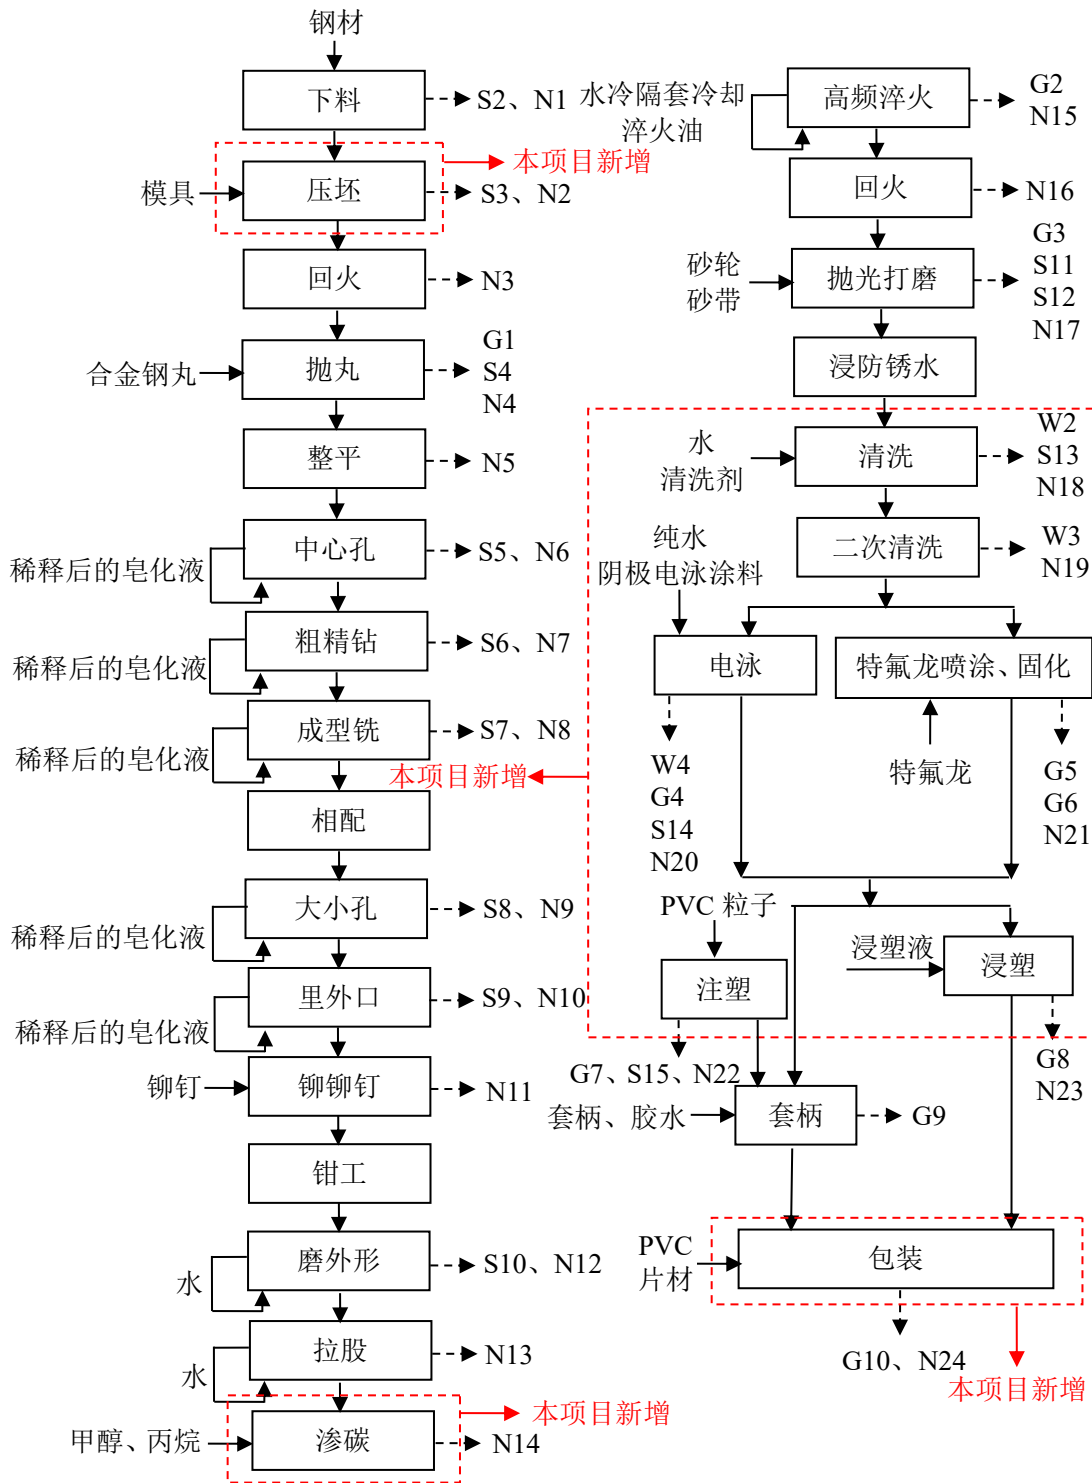 钢材
下料
S2、N1
本项目新增
模具
压坯
S3、N2
回火
N3
合金钢丸
抛丸
G1
S4
N4
整平
N5
稀释后的皂化液
中心孔
S5、N6
稀释后的皂化液
粗精钻
S6、N7
稀释后的皂化液
成型铣
S7、N8
本项目新增
相配
稀释后的皂化液
大小孔
S8、N9
稀释后的皂化液
里外口
S9、N10
铆钉
铆铆钉
N11
钳工
水
磨外形
S10、N12
水
拉股
N13
本项目新增
甲醇、丙烷
渗碳
N14
水冷隔套冷却
淬火油
高频淬火
G2
N15
回火
N16
砂轮
砂带
抛光打磨
G3
S11
S12
N17
浸防锈水
水
清洗剂
清洗
W2
S13
N18
二次清洗
W3
N19
纯水
阴极电泳涂料
电泳
W4
G4
S14
N20
特氟龙喷涂、固化
特氟龙
G5
G6
N21
PVC 粒子
注塑
G7、S15、N22
浸塑液
浸塑
G8
N23
套柄、胶水
套柄
G9
PVC
片材
包装
G10、N24
本项目新增